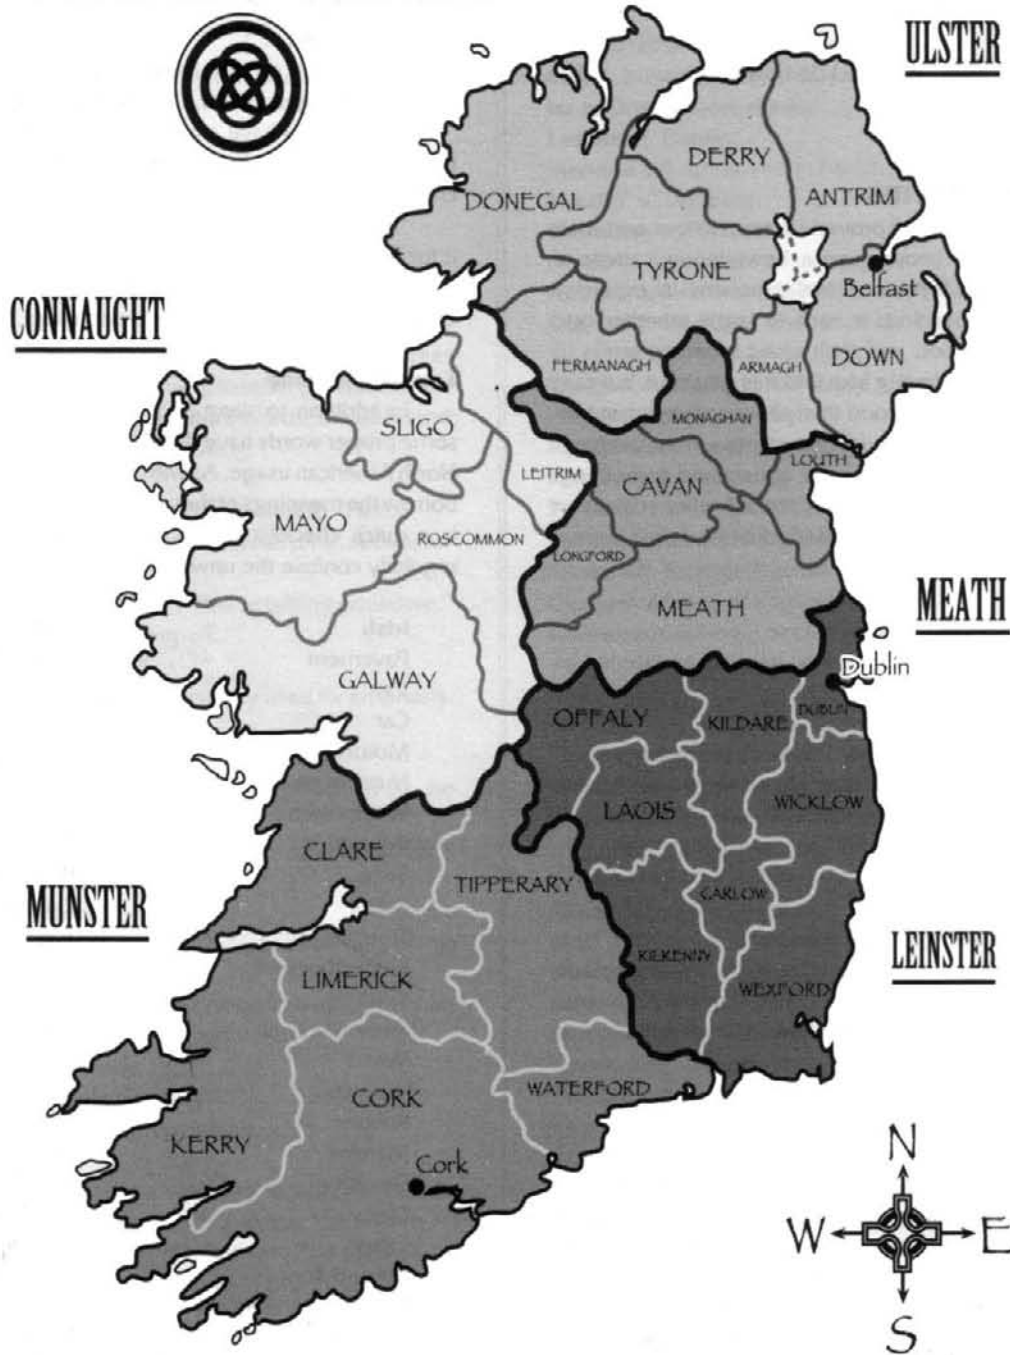 ULSTER
DERRY
ANTRIM
DONEGAL
TYRONE
Belfast
CONNAUGHT
FERMANAGH
ARMAGH
DOWN
MONAGHAN
SLIGO
LOUTH
LEITRIM
CAVAN
MAYO
ROSCOMMON
LONGFORD
MEATH
MEATH
Dublin
GALWAY
OFFALY
KILDARE
DUBLIN
LAOIS
WICKLOW
CLARE
TIPPERARY
CARLOW
MUNSTER
KILKENNY
LEINSTER
LIMERICK
WEXFORD
WATERFORD
CORK
KERRY
Cork
N
W
E
S